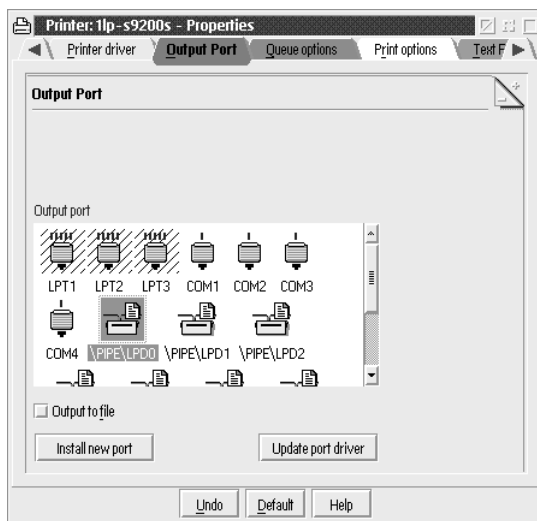 Printer: 1lp-s9200s - Properties
Printer driver Output Port Queue options Print options Text F
Output Port
Output port
LPT1 LPT2 LPT3 COM1 COM2 COM3
COM4 \PIPE\LPD0 \PIPE\LPD1 \PIPE\LPD2
Output to file
Install new port Update port driver
Undo Default Help